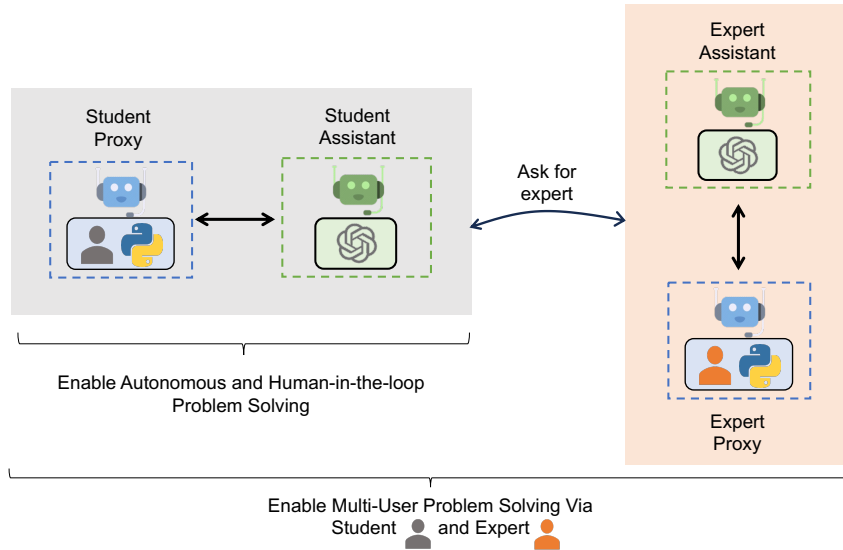 Expert
Assistant
Student
Proxy
Student
Assistant
Ask for
expert
Enable Autonomous and Human-in-the-loop
Problem Solving
Expert
Proxy
Enable Multi-User Problem Solving Via
Student and Expert